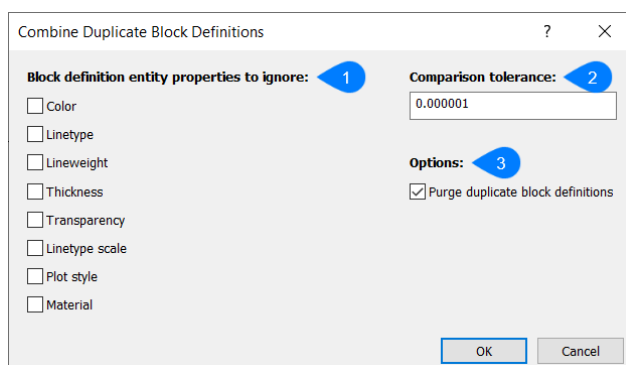 Combine Duplicate Block Definitions ?
Block definition entity properties to ignore: 1
Color
Linetype
Lineweight
Thickness
Transparency
Linetype scale
Plot style
Material
Comparison tolerance: 2
0.000001
Options: 3
Purge duplicate block definitions
OK Cancel